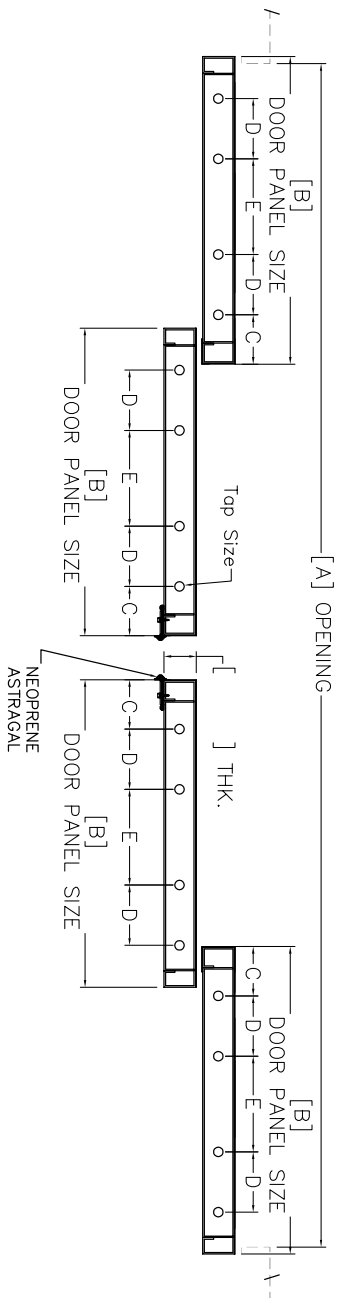 [A] OPENING
[B]
DOOR PANEL SIZE
D
E
D
C
[B]
DOOR PANEL SIZE
C
D
E
D
Tap Size
[ ] THK.
D
E
D
C
[B]
DOOR PANEL SIZE
C
D
E
D
[B]
DOOR PANEL SIZE
NEOPRENE
ASTRAGAL